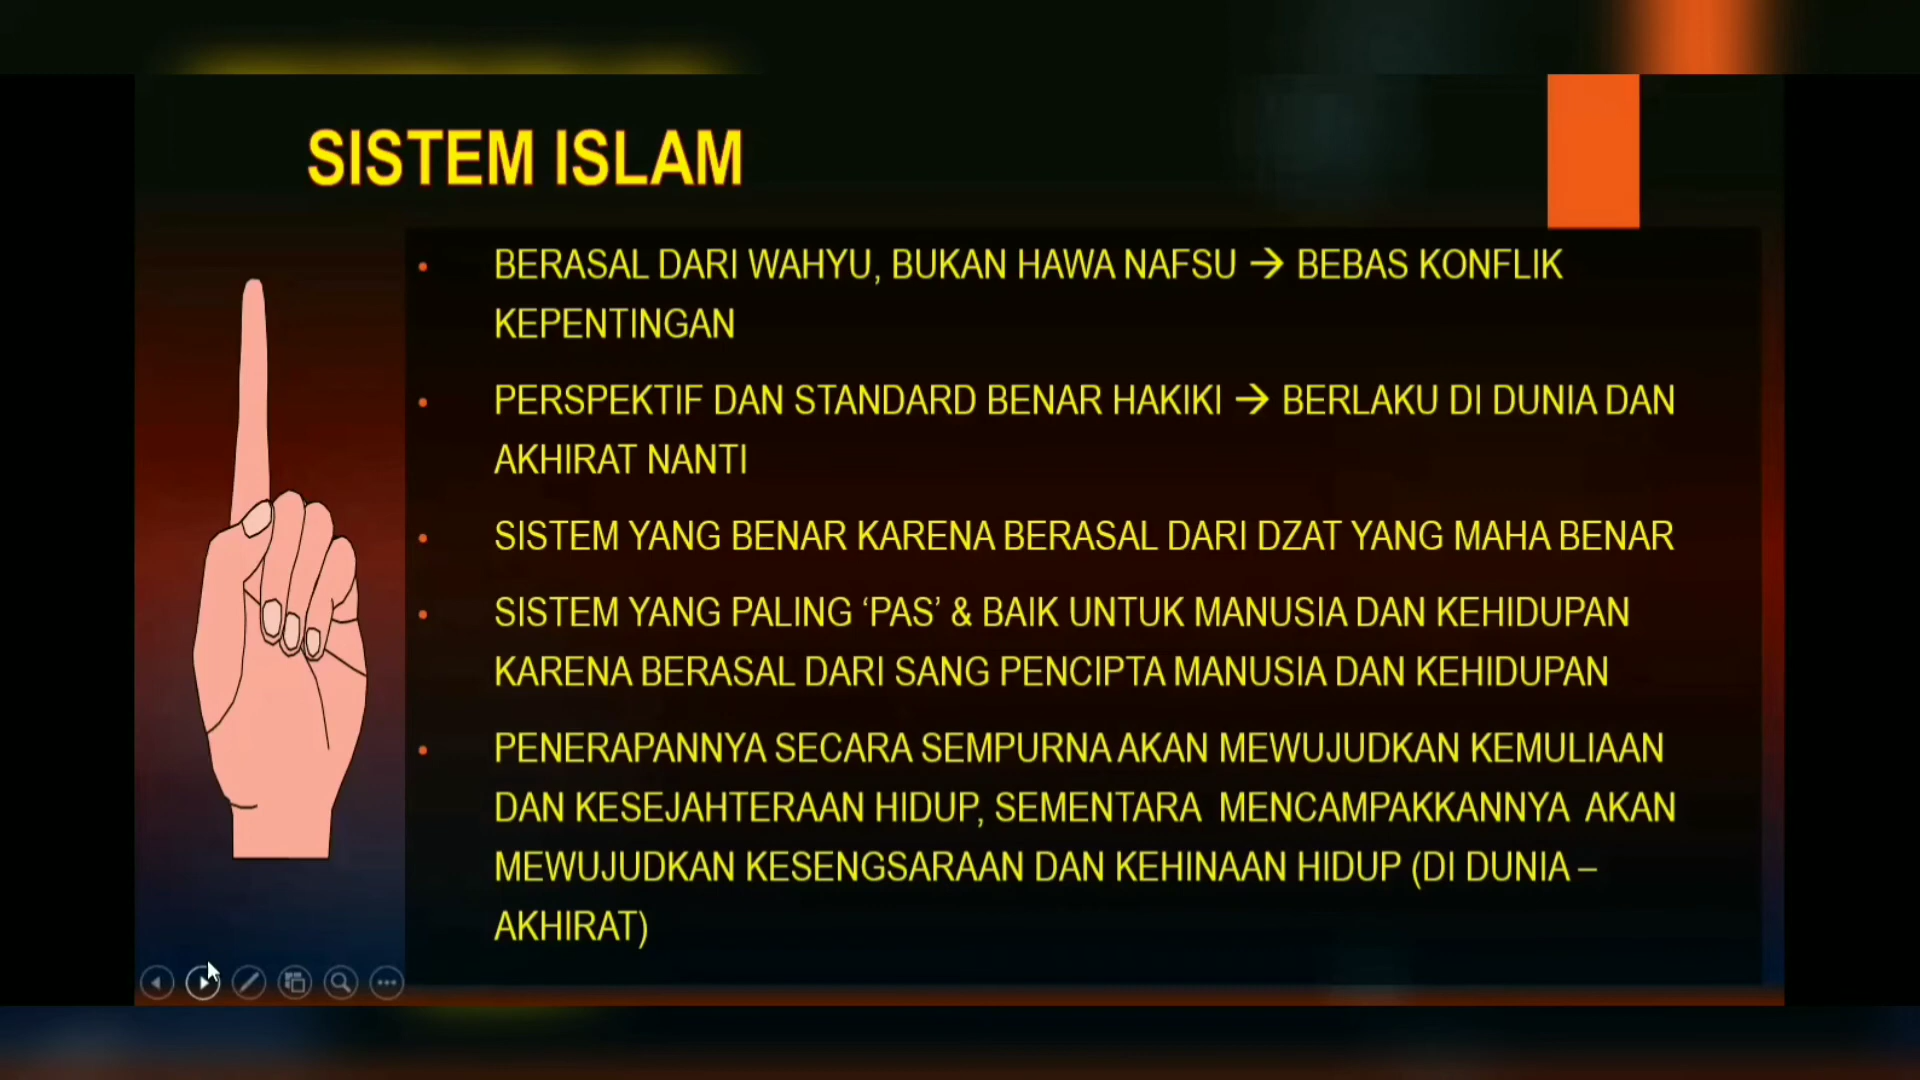 SISTEM ISLAM
• BERASAL DARI WAHYU, BUKAN HAWA NAFSU → BEBAS KONFLIK
KEPENTINGAN
• PERSPEKTIF DAN STANDARD BENAR HAKIKI → BERLAKU DI DUNIA DAN
AKHIRAT NANTI
• SISTEM YANG BENAR KARENA BERASAL DARI DZAT YANG MAHA BENAR
• SISTEM YANG PALING ‘PAS’ & BAIK UNTUK MANUSIA DAN KEHIDUPAN
KARENA BERASAL DARI SANG PENCIPTA MANUSIA DAN KEHIDUPAN
• PENERAPANNYA SECARA SEMPURNA AKAN MEWUJUDKAN KEMULIAAN
DAN KESEJAHTERAAN HIDUP, SEMENTARA MENCAMPAKKANNYA AKAN
MEWUJUDKAN KESENGSARAAN DAN KEHINAAN HIDUP (DI DUNIA –
AKHIRAT)